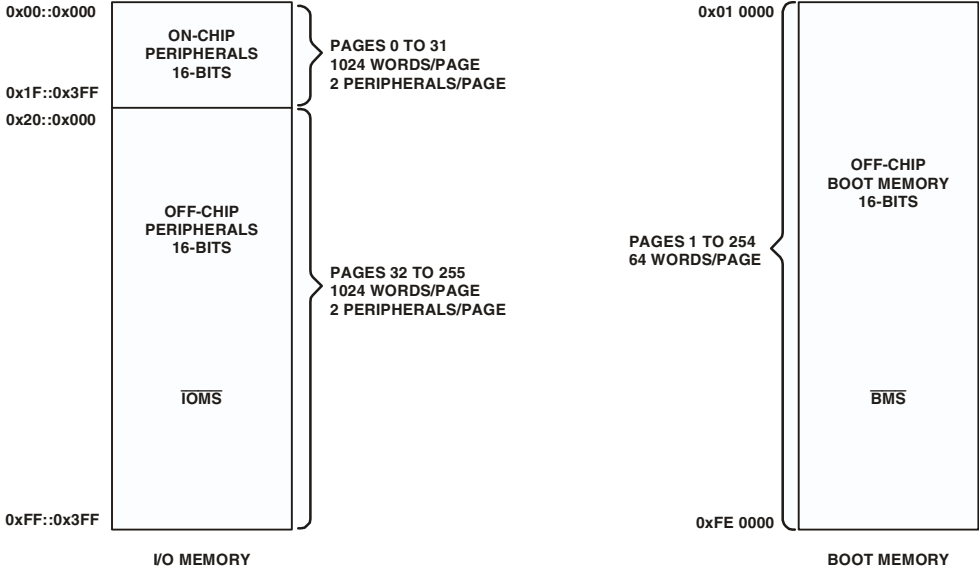 0x00::0x000
ON-CHIP
PERIPHERALS
16-BITS
PAGES 0 TO 31
1024 WORDS/PAGE
2 PERIPHERALS/PAGE
0x1F::0x3FF
0x20::0x000
OFF-CHIP
PERIPHERALS
16-BITS
PAGES 32 TO 255
1024 WORDS/PAGE
2 PERIPHERALS/PAGE
IOMS
0xFF::0x3FF
I/O MEMORY
0x01 0000
OFF-CHIP
BOOT MEMORY
16-BITS
PAGES 1 TO 254
64 WORDS/PAGE
BMS
0xFE 0000
BOOT MEMORY